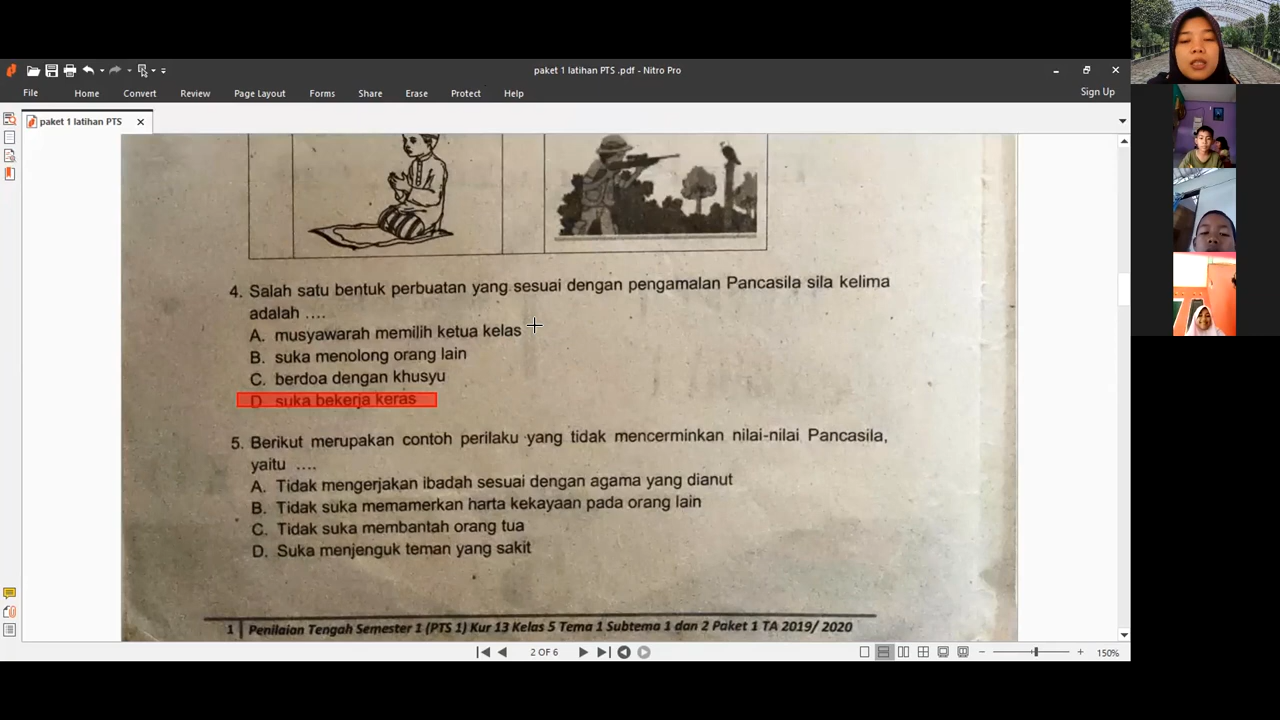 paket 1 latihan PTS .pdf - Nitro Pro
File Home Convert Review Page Layout Forms Share Erase Protect Help Sign Up
paket 1 latihan PTS
4. Salah satu bentuk perbuatan yang sesuai dengan pengamalan Pancasila sila kelima
adalah ....
A. musyawarah memilih ketua kelas
B. suka menolong orang lain
C. berdoa dengan khusyu
D suka bekerja keras
5. Berikut merupakan contoh perilaku yang tidak mencerminkan nilai-nilai Pancasila,
yaitu ....
A. Tidak mengerjakan ibadah sesuai dengan agama yang dianut
B. Tidak suka memamerkan harta kekayaan pada orang lain
C. Tidak suka membantah orang tua
D. Suka menjenguk teman yang sakit
1 Penilaian Tengah Semester 1 (PTS 1) Kur 13 Kelas 5 Tema 1 Subtema 1 dan 2 Paket 1 TA 2019/ 2020
2 OF 6 150%